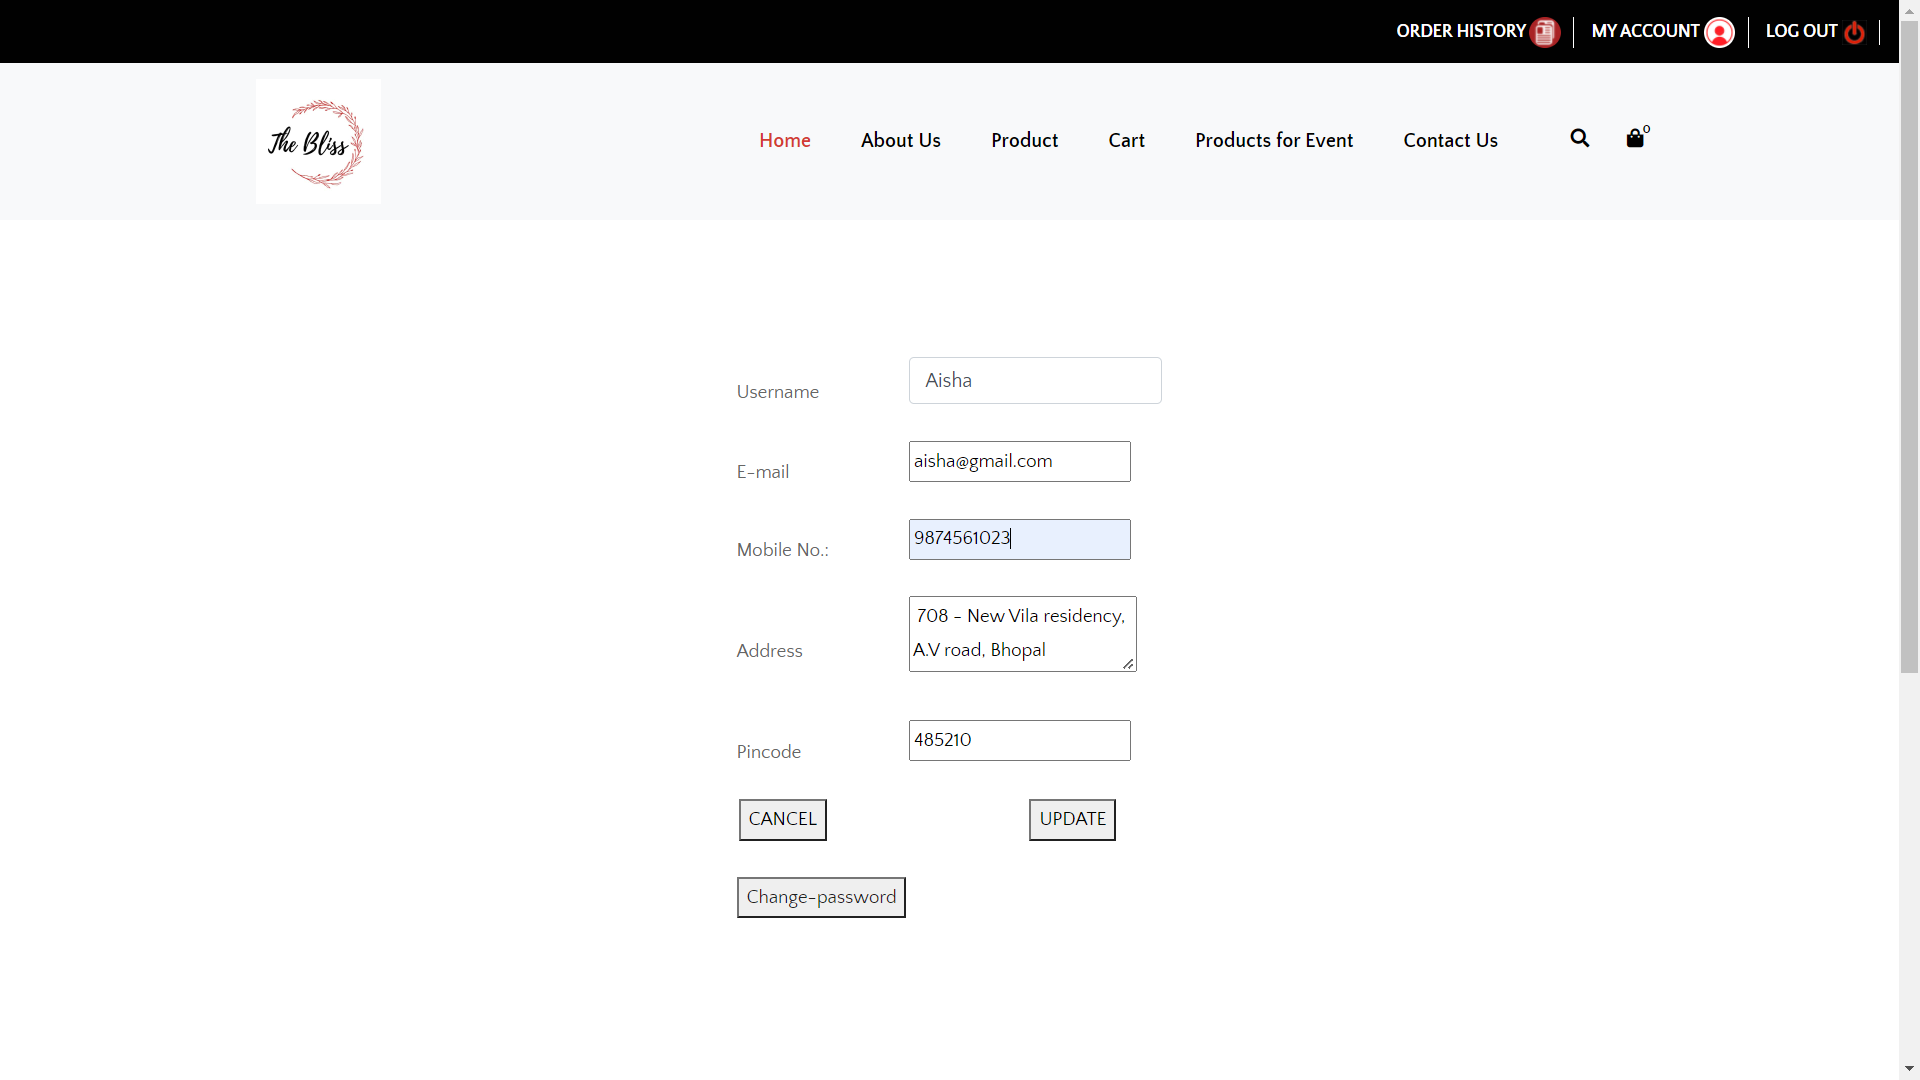 ORDER HISTORY
MY ACCOUNT
LOG OUT
The Bliss
Home
About Us
Product
Cart
Products for Event
Contact Us
0
Username
Aisha
E-mail
aisha@gmail.com
Mobile No.:
9874561023
Address
708 - New Vila residency,
A.V road, Bhopal
Pincode
485210
CANCEL
UPDATE
Change-password